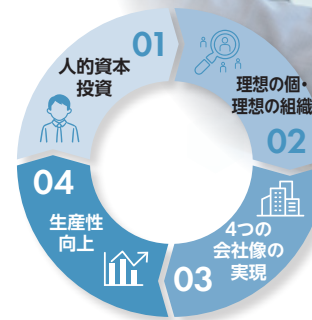 01
人的資本
投資
理想の個・
理想の組織
02
4つの
会社像の
実現
03
04
生産性
向上